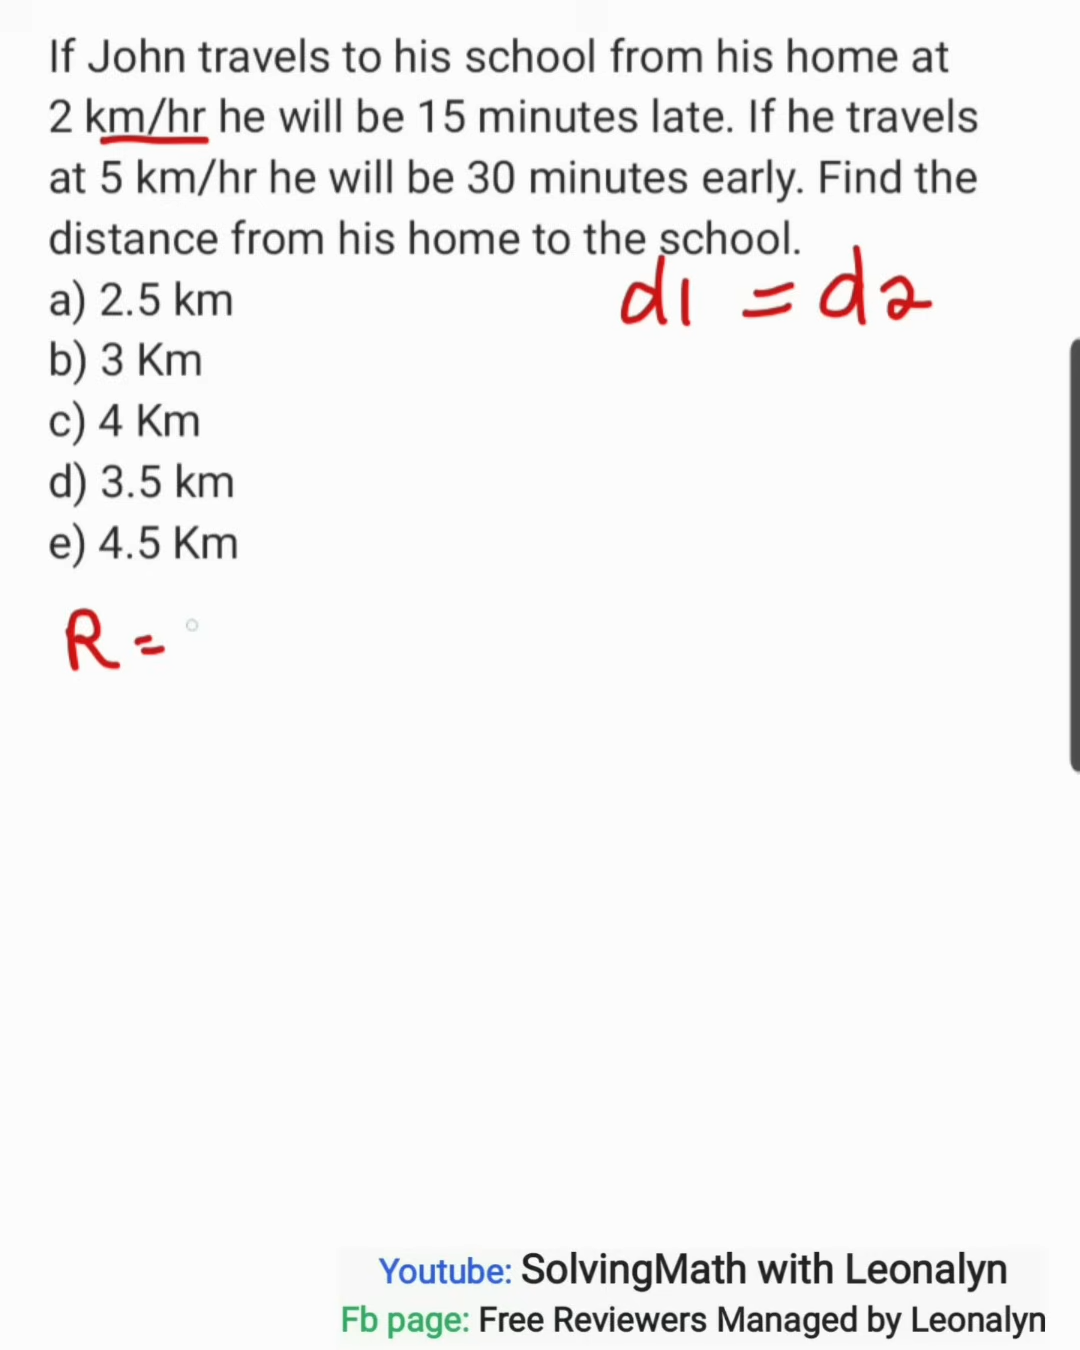 If John travels to his school from his home at
2 km/hr he will be 15 minutes late. If he travels
at 5 km/hr he will be 30 minutes early. Find the
distance from his home to the school.
a) 2.5 km
d1 = d2
b) 3 Km
c) 4 Km
d) 3.5 km
e) 4.5 Km
R =
Youtube: SolvingMath with Leonalyn
Fb page: Free Reviewers Managed by Leonalyn